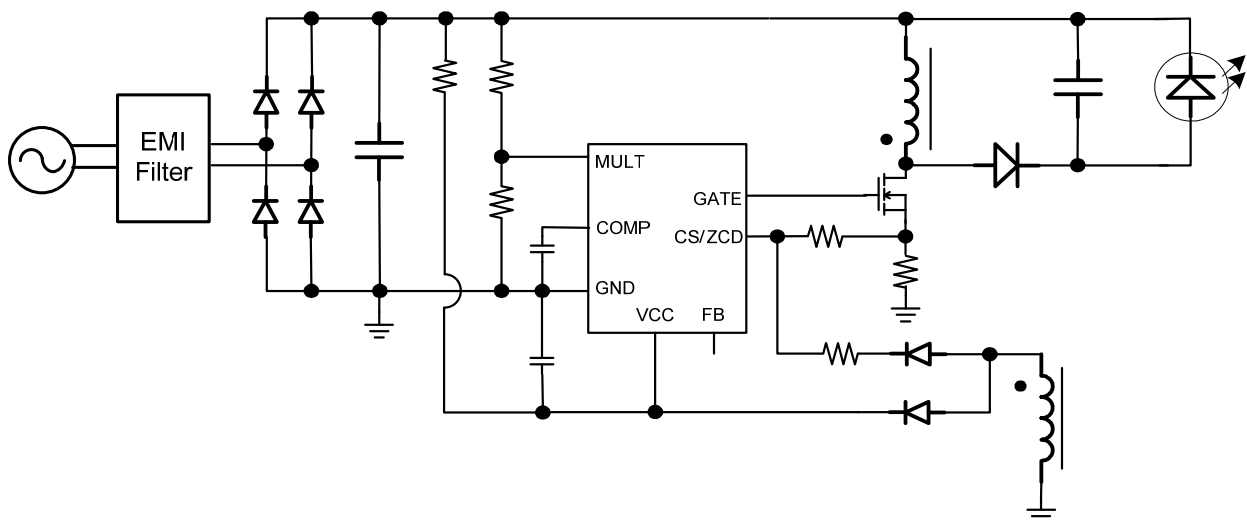 EMI
Filter
MULT
GATE
COMP
CS/ZCD
GND
VCC
FB